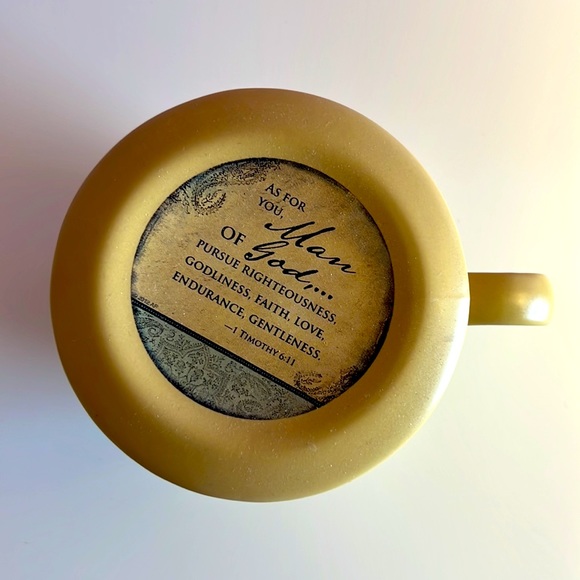 AS FOR
YOU, Man
OF God,...
PURSUE RIGHTEOUSNESS,
GODLINESS, FAITH, LOVE,
ENDURANCE, GENTLENESS.
—1 TIMOTHY 6:11